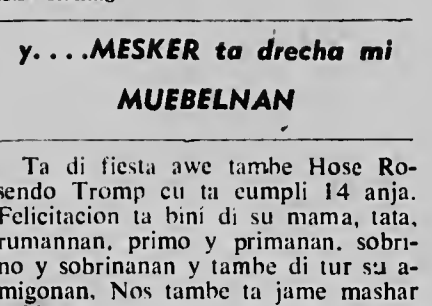 y....MESKER ta drecha mi
MUEBELNAN
Ta di fiesta awe tambe Hose Ro-
sendo Tromp cu ta cumpli 14 anja.
Felicitacion ta biní di su mama, tata,
rumannan, primo y primanan, sobri-
no y sobrinanan y tambe di tur su a-
migonan. Nos tambe ta jame mashar